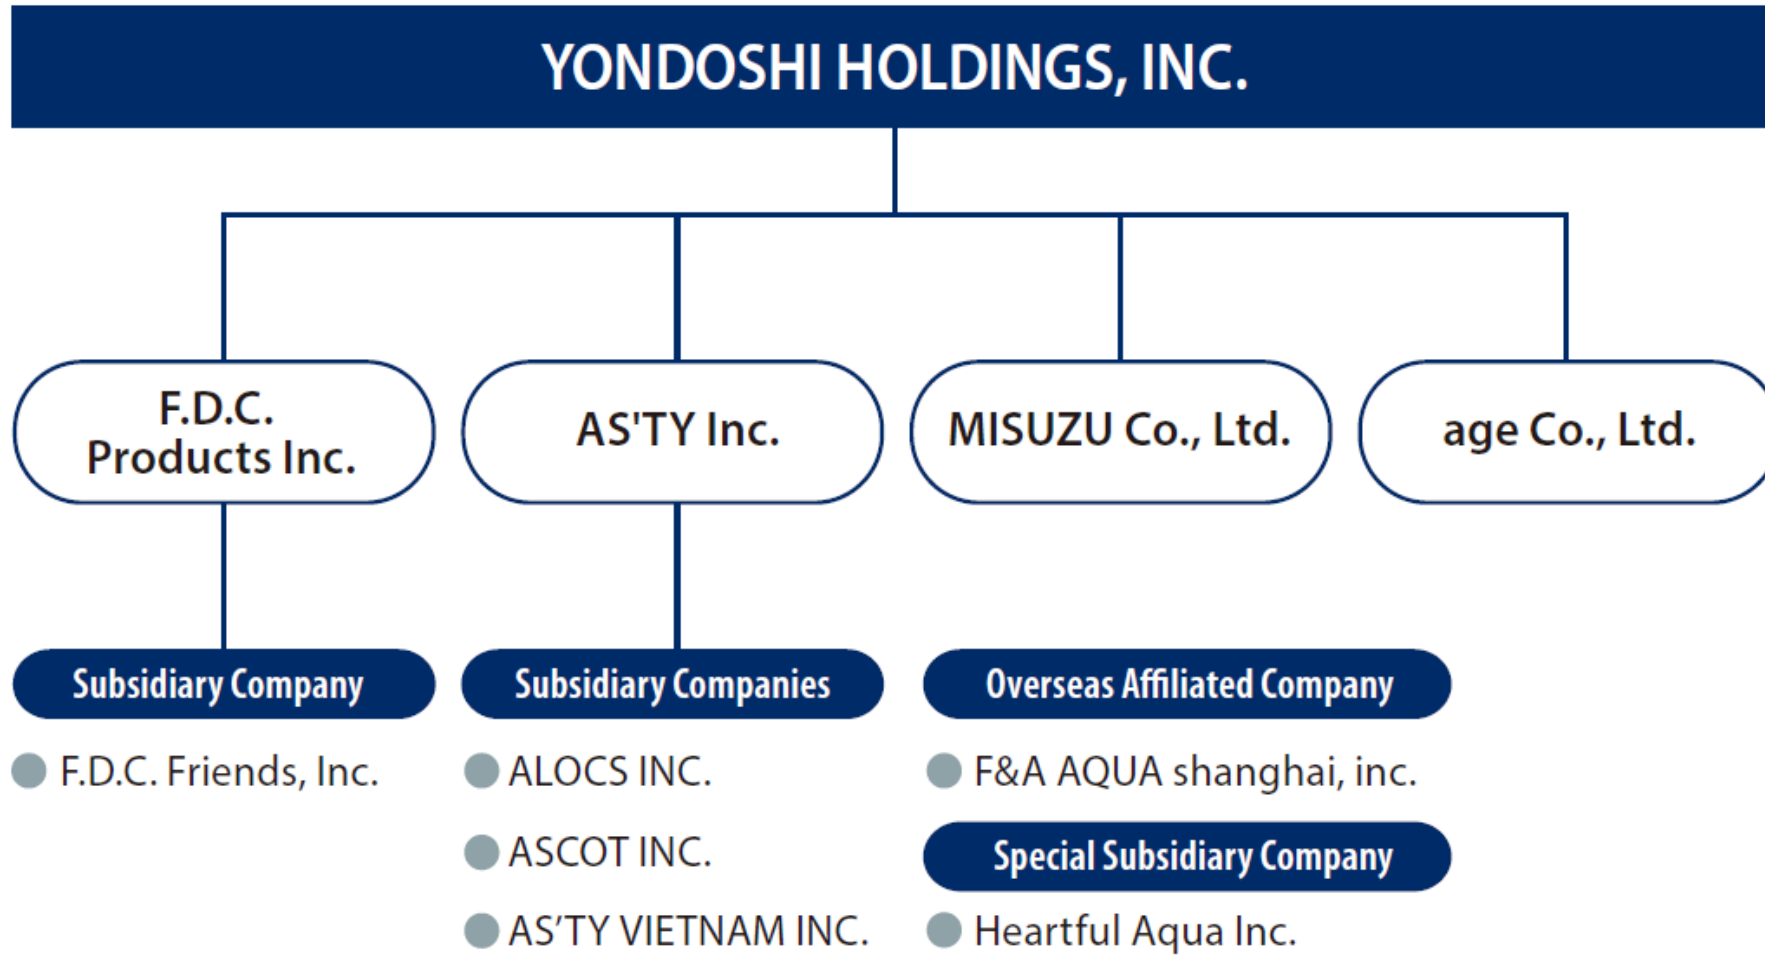 YONDOSHI HOLDINGS, INC.
F.D.C.
Products Inc.
AS'TY Inc.
MISUZU Co., Ltd.
age Co., Ltd.
Subsidiary Company
F.D.C. Friends, Inc.
Subsidiary Companies
ALOCS INC.
ASCOT INC.
AS’TY VIETNAM INC.
Overseas Affiliated Company
F&A AQUA shanghai, inc.
Special Subsidiary Company
Heartful Aqua Inc.